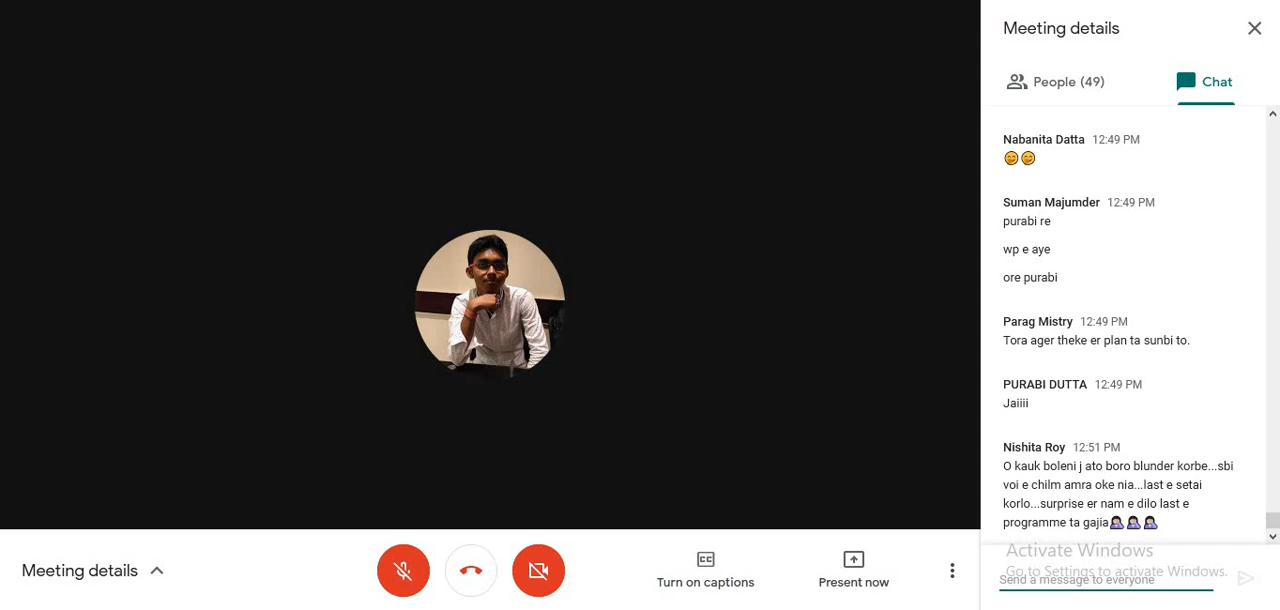 Meeting details
People (49)
Chat
Nabanita Datta 12:49 PM
😊😊
Suman Majumder 12:49 PM
purabi re
wp e aye
ore purabi
Parag Mistry 12:49 PM
Tora ager theke er plan ta sunbi to.
PURABI DUTTA 12:49 PM
Jaiiii
Nishita Roy 12:51 PM
O kauk boleni j ato boro blunder korbe...sbi
voi e chilm amra oke nia...last e setai
korlo...surprise er nam e dilo last e
programme ta gajia🤦🏻‍♀️🤦🏻‍♀️🤦🏻‍♀️
Activate Windows
Go to Settings to activate Windows.
Send a message to everyone
Meeting details
CC
Turn on captions
Present now